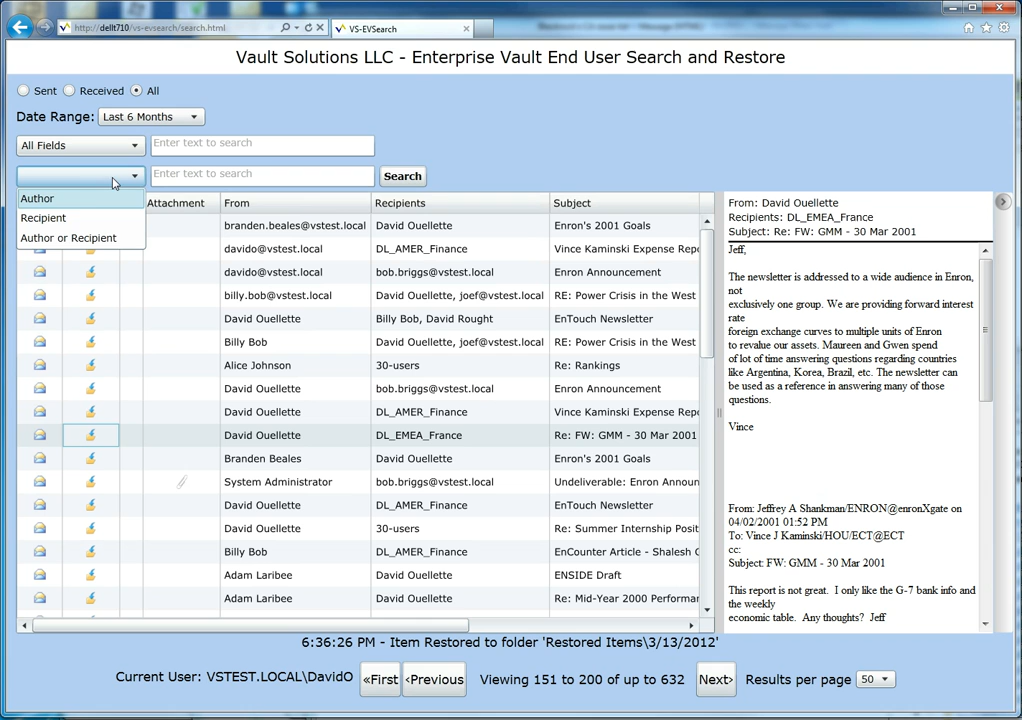 http://dellt710/vs-evsearch/search.html
VS-EVSearch
Vault Solutions LLC - Enterprise Vault End User Search and Restore
Sent Received All
Date Range: Last 6 Months
All Fields Enter text to search
Enter text to search Search
Author
Recipient
Author or Recipient
Attachment From Recipients Subject
branden.beales@vstest.local David Ouellette Enron's 2001 Goals
davido@vstest.local DL_AMER_Finance Vince Kaminski Expense Repo
davido@vstest.local bob.briggs@vstest.local Enron Announcement
billy.bob@vstest.local David Ouellette, joef@vstest.local RE: Power Crisis in the West
David Ouellette Billy Bob, David Rought EnTouch Newsletter
Billy Bob David Ouellette, joef@vstest.local RE: Power Crisis in the West
Alice Johnson 30-users Re: Rankings
David Ouellette bob.briggs@vstest.local Enron Announcement
David Ouellette DL_AMER_Finance Vince Kaminski Expense Repo
David Ouellette DL_EMEA_France Re: FW: GMM - 30 Mar 2001
Branden Beales David Ouellette Enron's 2001 Goals
System Administrator bob.briggs@vstest.local Undeliverable: Enron Announ
David Ouellette DL_AMER_Finance EnTouch Newsletter
David Ouellette 30-users Re: Summer Internship Posit
Billy Bob DL_AMER_Finance EnCounter Article - Shalesh G
Adam Laribee David Ouellette ENSIDE Draft
Adam Laribee David Ouellette Re: Mid-Year 2000 Performar
From: David Ouellette
Recipients: DL_EMEA_France
Subject: Re: FW: GMM - 30 Mar 2001
Jeff,
The newsletter is addressed to a wide audience in Enron,
not
exclusively one group. We are providing forward interest
rate
foreign exchange curves to multiple units of Enron
to revalue our assets. Maureen and Gwen spend
of lot of time answering questions regarding countries
like Argentina, Korea, Brazil, etc. The newsletter can
be used as a reference in answering many of those
questions.
Vince
From: Jeffrey A Shankman/ENRON@enronXgate on
04/02/2001 01:52 PM
To: Vince J Kaminski/HOU/ECT@ECT
cc:
Subject: FW: GMM - 30 Mar 2001
This report is not great. I only like the G-7 bank info and
the weekly
economic table. Any thoughts? Jeff
6:36:26 PM - Item Restored to folder 'Restored Items\3/13/2012'
Current User: VSTEST.LOCAL\DavidO «First ‹Previous Viewing 151 to 200 of up to 632 Next› Results per page 50